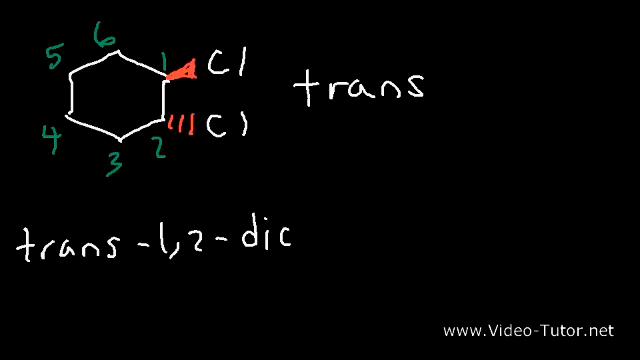 6
5 1 Cl
trans
4 2 Cl
3
trans-1,2-dic
www.Video-Tutor.net